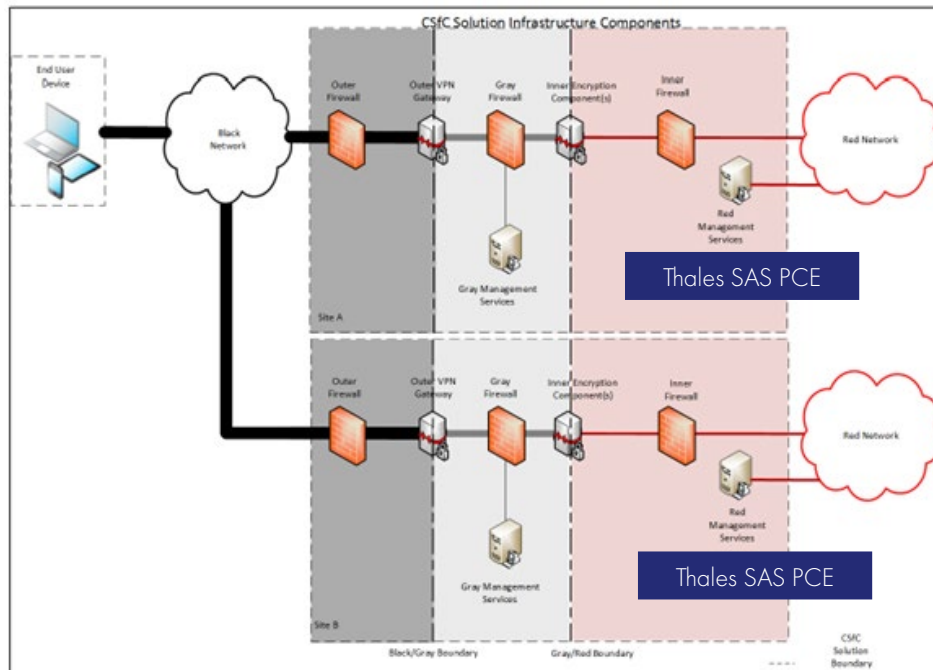 CSfC Solution Infrastructure Components
End User
Device
Black
Network
Outer
Firewall
Outer VPN
Gateway
Gray
Firewall
Inner Encryption
Component(s)
Inner
Firewall
Red Network
Gray Management
Services
Red
Management
Services
Thales SAS PCE
Site A
Outer
Firewall
Outer VPN
Gateway
Gray
Firewall
Inner Encryption
Component(s)
Inner
Firewall
Red Network
Gray Management
Services
Red
Management
Services
Thales SAS PCE
Site B
Black/Gray Boundary
Gray/Red Boundary
CSfC
Solution
Boundary